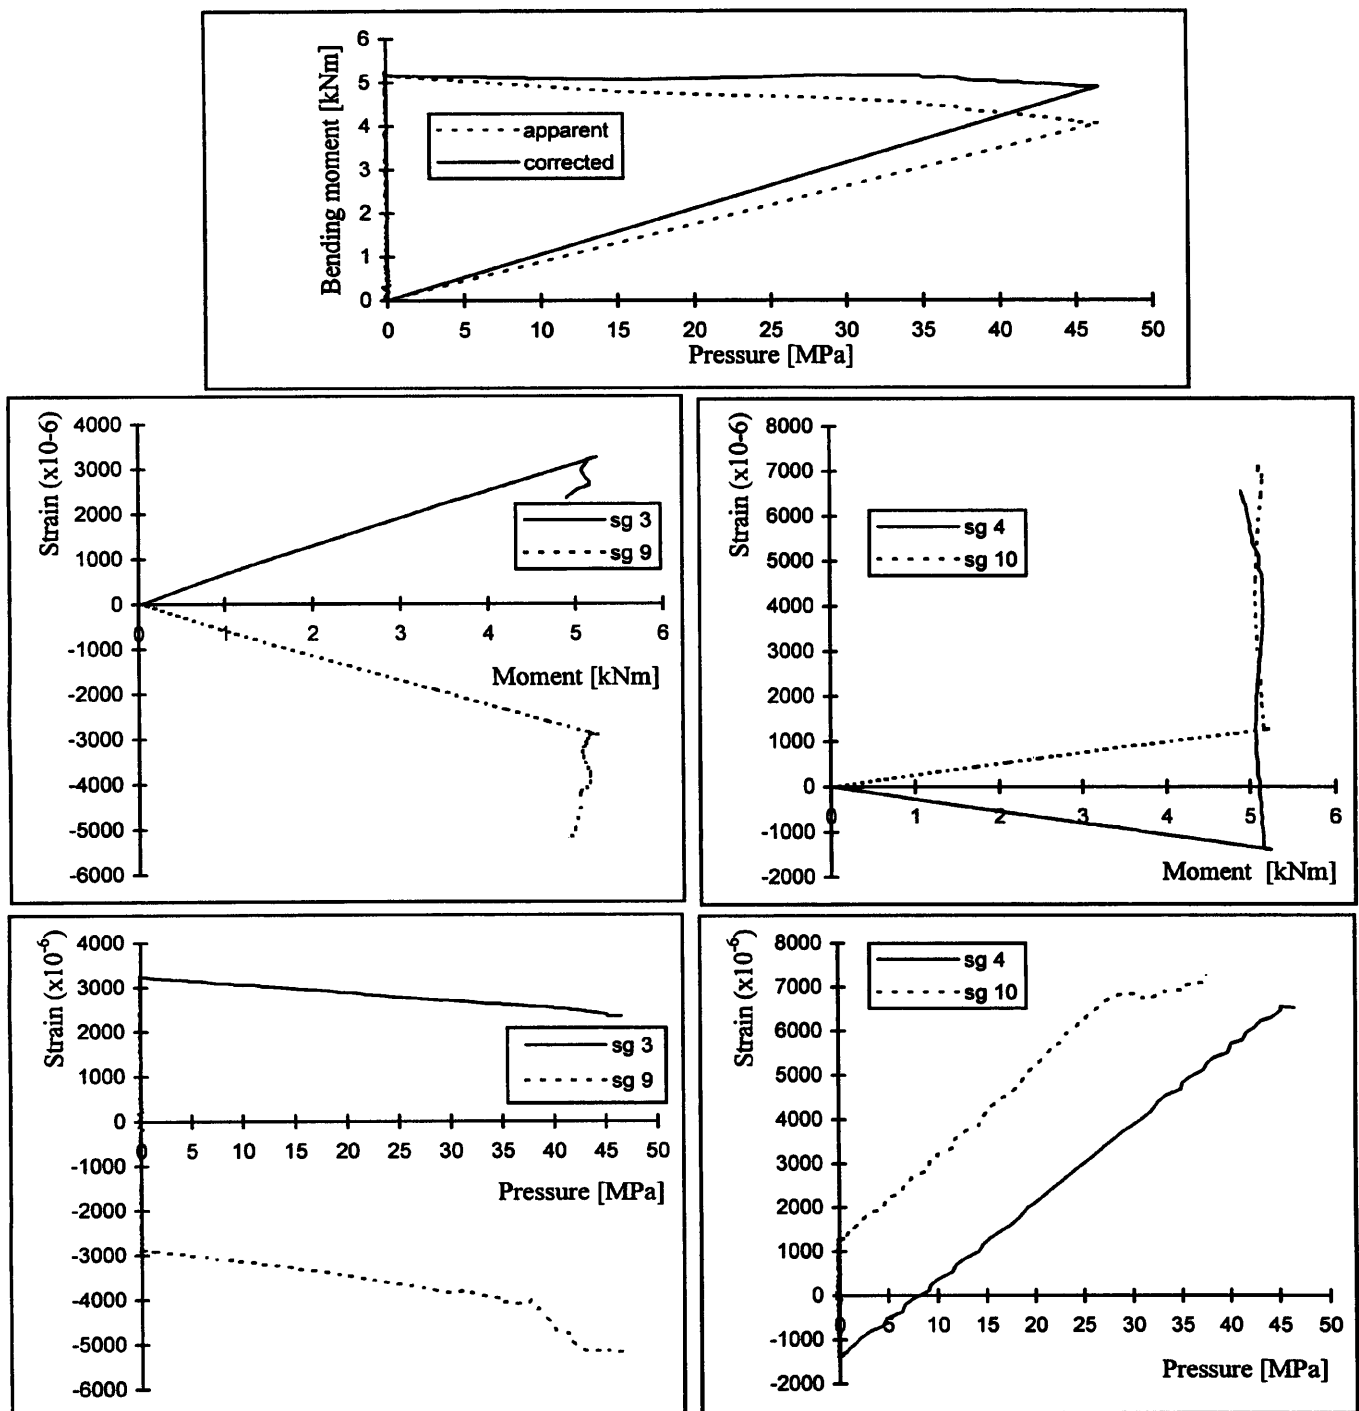 Bending moment [kNm]
6
5
4
3
2
1
0
apparent
corrected
0 5 10 15 20 25 30 35 40 45 50
Pressure [MPa]
Strain (x10-6)
4000
3000
2000
1000
0
-1000
-2000
-3000
-4000
-5000
-6000
sg 3
sg 9
0 1 2 3 4 5 6
Moment [kNm]
Strain (x10-6)
8000
7000
6000
5000
4000
3000
2000
1000
0
-1000
-2000
sg 4
sg 10
0 1 2 3 4 5 6
Moment [kNm]
Strain (x10⁻⁶)
4000
3000
2000
1000
0
-1000
-2000
-3000
-4000
-5000
-6000
sg 3
sg 9
0 5 10 15 20 25 30 35 40 45 50
Pressure [MPa]
Strain (x10⁻⁶)
8000
7000
6000
5000
4000
3000
2000
1000
0
-1000
-2000
sg 4
sg 10
0 5 10 15 20 25 30 35 40 45 50
Pressure [MPa]